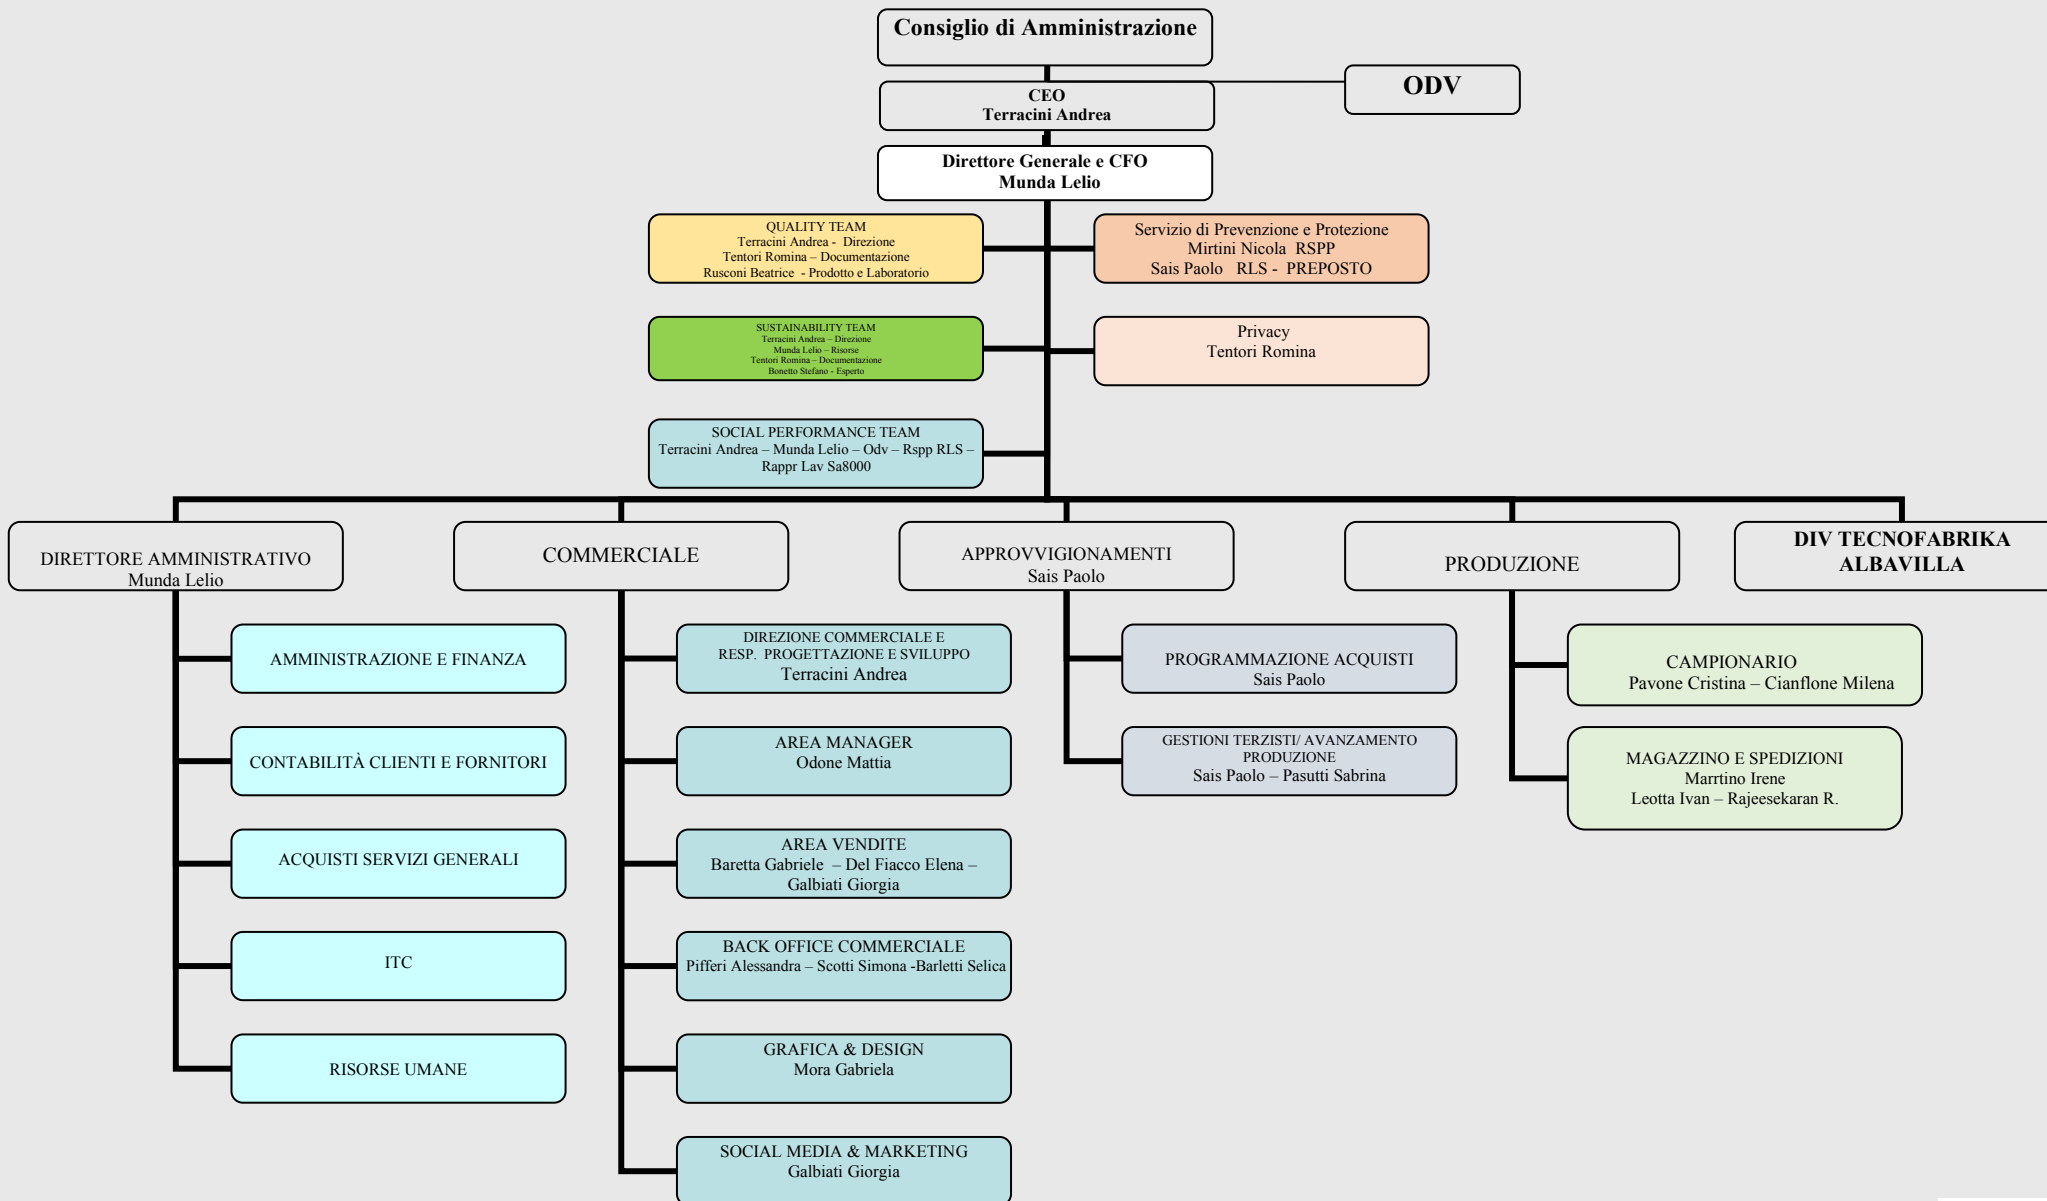 Consiglio di Amministrazione
ODV
CEO
Terracini Andrea
Direttore Generale e CFO
Munda Lelio
QUALITY TEAM
Terracini Andrea - Direzione
Tentori Romina – Documentazione
Rusconi Beatrice - Prodotto e Laboratorio
Servizio di Prevenzione e Protezione
Mirtini Nicola RSPP
Sais Paolo RLS - PREPOSTO
SUSTAINABILITY TEAM
Terracini Andrea – Direzione
Munda Lelio – Risorse
Tentori Romina – Documentazione
Bonetto Stefano - Esperto
Privacy
Tentori Romina
SOCIAL PERFORMANCE TEAM
Terracini Andrea – Munda Lelio – Odv – Rspp RLS –
Rappr Lav Sa8000
DIRETTORE AMMINISTRATIVO
Munda Lelio
COMMERCIALE
APPROVVIGIONAMENTI
Sais Paolo
PRODUZIONE
DIV TECNOFABRIKA
ALBAVILLA
AMMINISTRAZIONE E FINANZA
CONTABILITÀ CLIENTI E FORNITORI
ACQUISTI SERVIZI GENERALI
ITC
RISORSE UMANE
DIREZIONE COMMERCIALE E
RESP. PROGETTAZIONE E SVILUPPO
Terracini Andrea
AREA MANAGER
Odone Mattia
AREA VENDITE
Baretta Gabriele – Del Fiacco Elena –
Galbiati Giorgia
BACK OFFICE COMMERCIALE
Pifferi Alessandra – Scotti Simona -Barletti Selica
GRAFICA & DESIGN
Mora Gabriela
SOCIAL MEDIA & MARKETING
Galbiati Giorgia
PROGRAMMAZIONE ACQUISTI
Sais Paolo
GESTIONI TERZISTI/ AVANZAMENTO
PRODUZIONE
Sais Paolo – Pasutti Sabrina
CAMPIONARIO
Pavone Cristina – Cianflone Milena
MAGAZZINO E SPEDIZIONI
Marrtino Irene
Leotta Ivan – Rajeesekaran R.